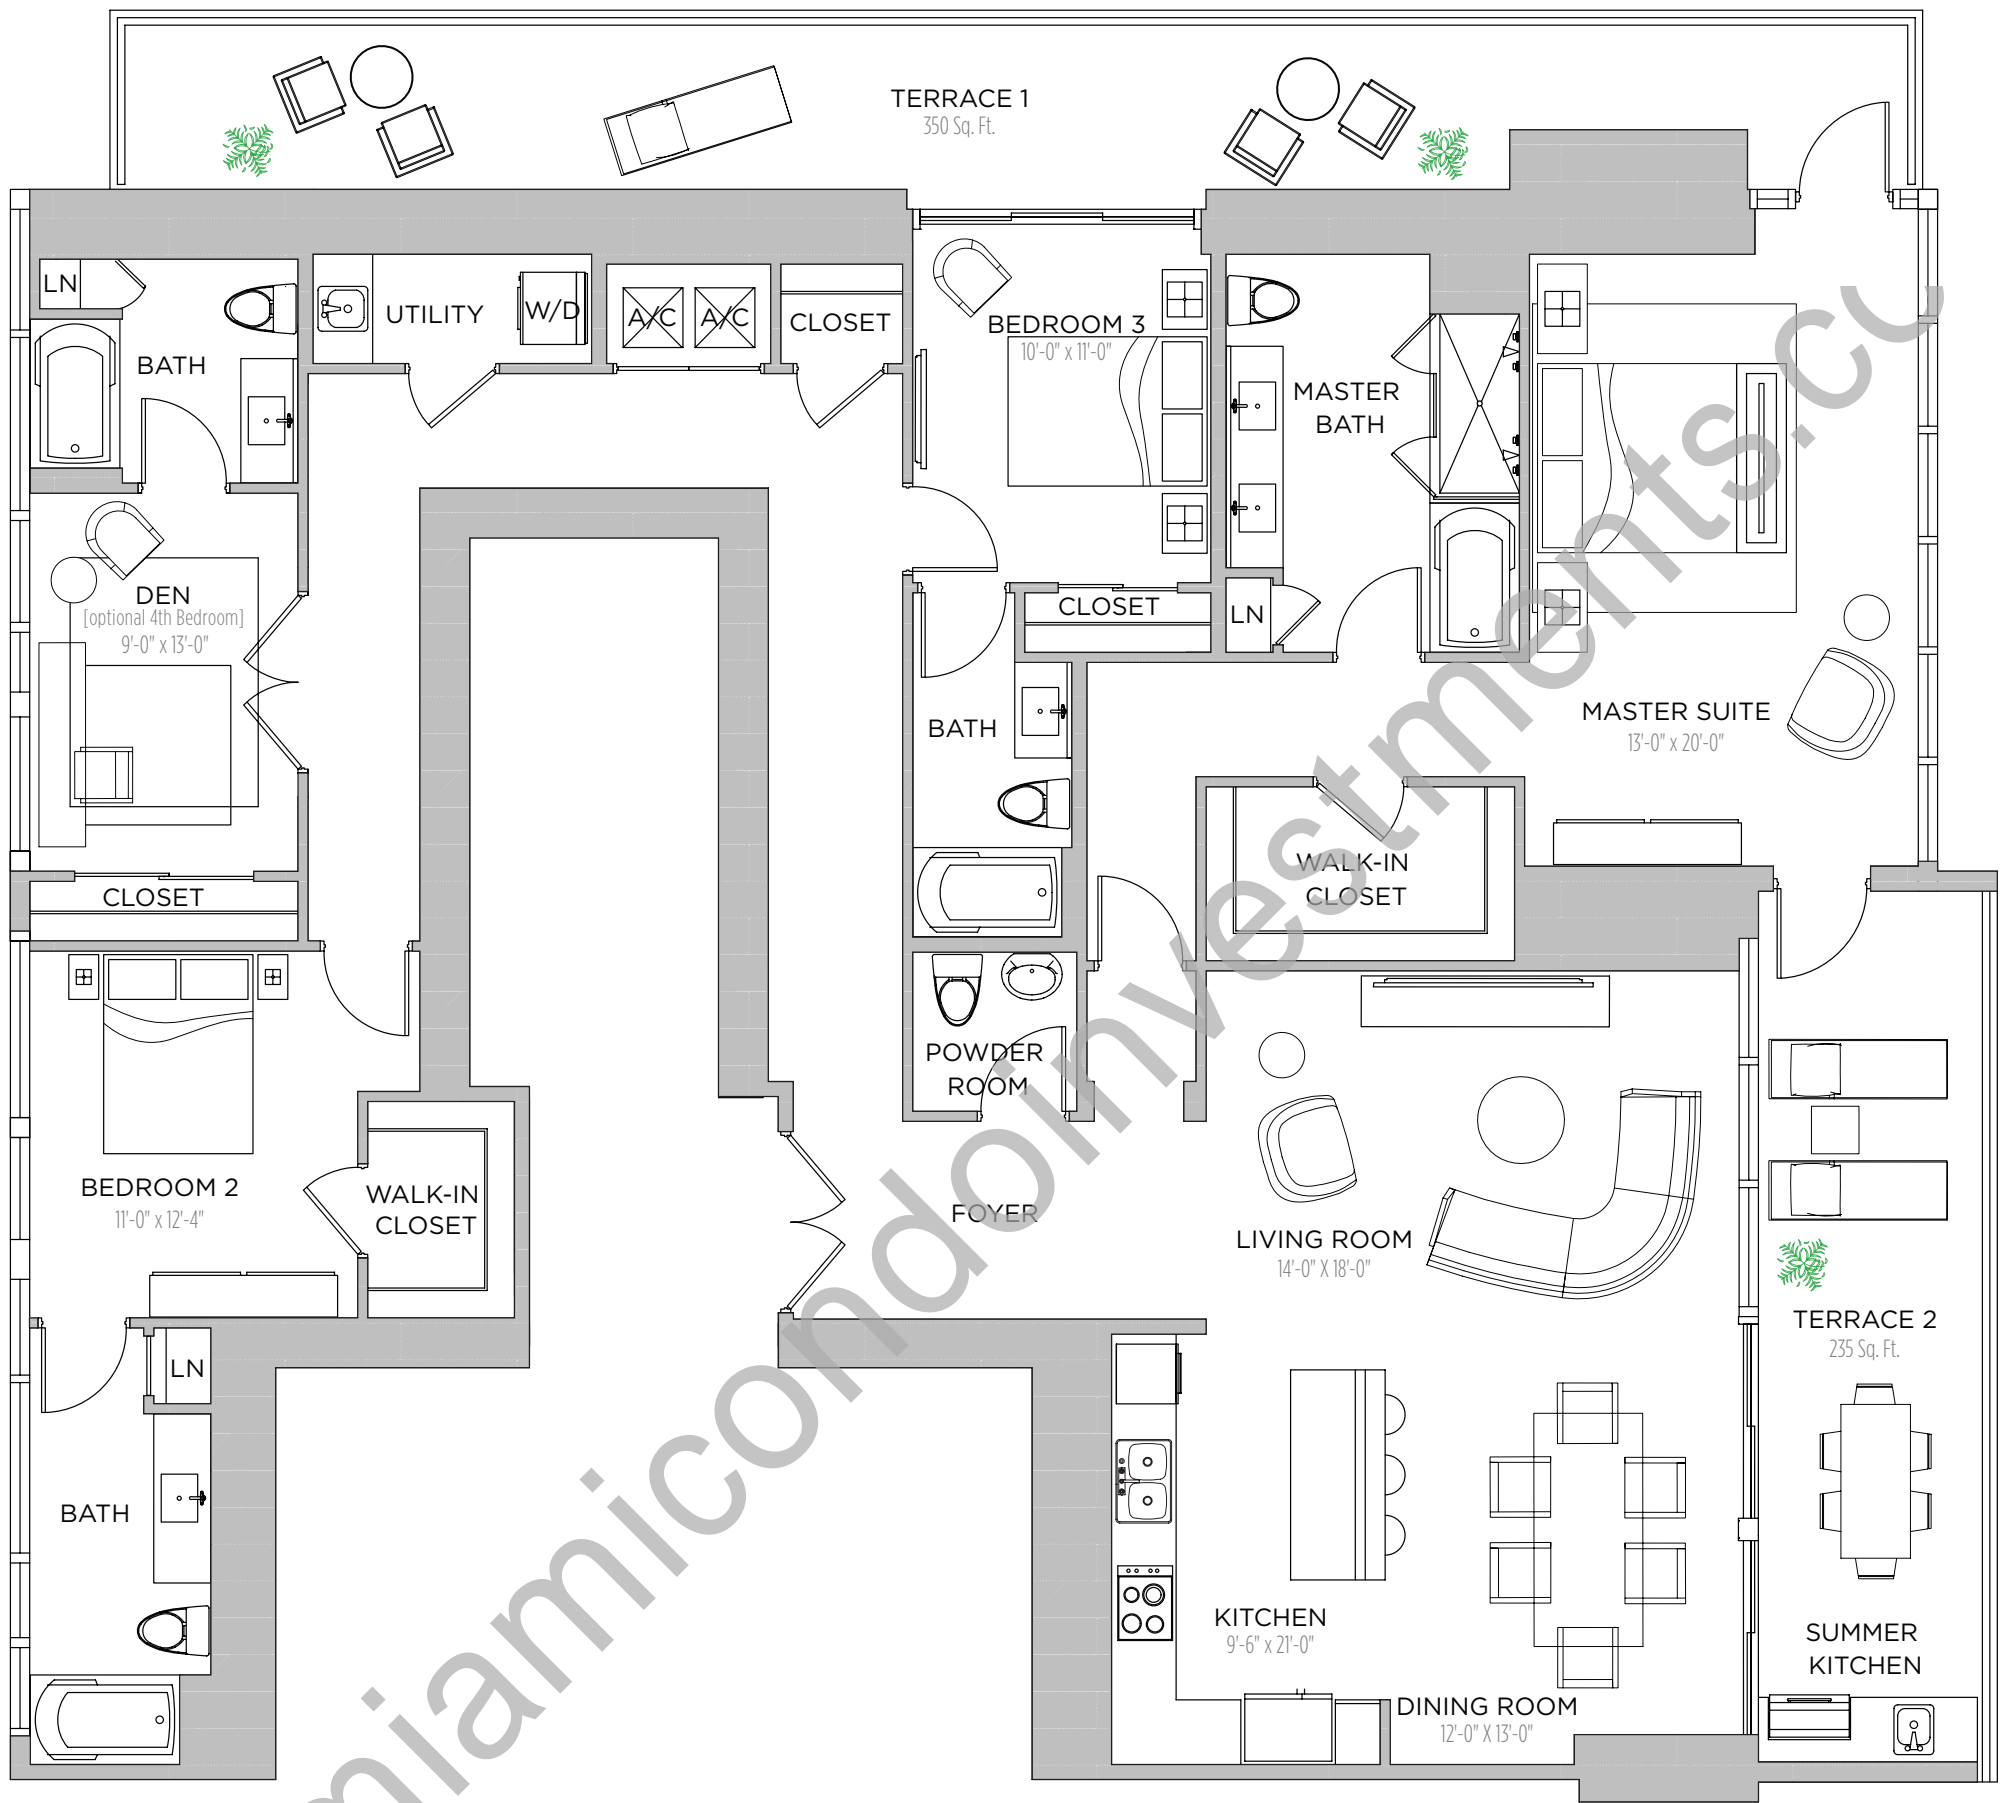 TERRACE 1
350 Sq. Ft.
LN
BATH
UTILITY
W/D
A/C
A/C
CLOSET
BEDROOM 3
10'-0" x 11'-0"
MASTER
BATH
DEN
[optional 4th Bedroom]
9'-0" x 13'-0"
CLOSET
LN
MASTER SUITE
13'-0" x 20'-0"
BATH
CLOSET
WALK-IN
CLOSET
POWDER
ROOM
BEDROOM 2
11'-0" x 12'-4"
WALK-IN
CLOSET
FOYER
LIVING ROOM
14'-0" X 18'-0"
TERRACE 2
235 Sq. Ft.
LN
BATH
KITCHEN
9'-6" x 21'-0"
SUMMER
KITCHEN
DINING ROOM
12'-0" X 13'-0"
miamicondoinvestments.co